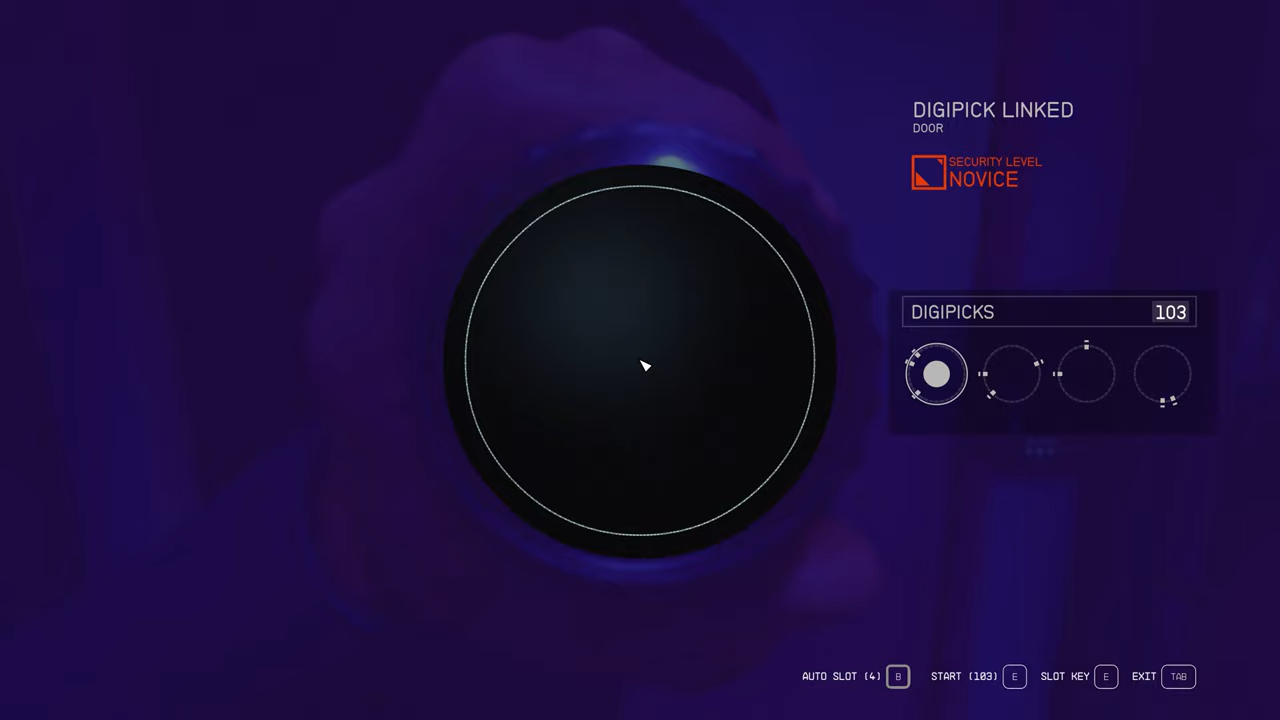 DIGIPICK LINKED
DOOR
SECURITY LEVEL
NOVICE
DIGIPICKS 103
AUTO SLOT (4) B START (103) E SLOT KEY E EXIT TAB